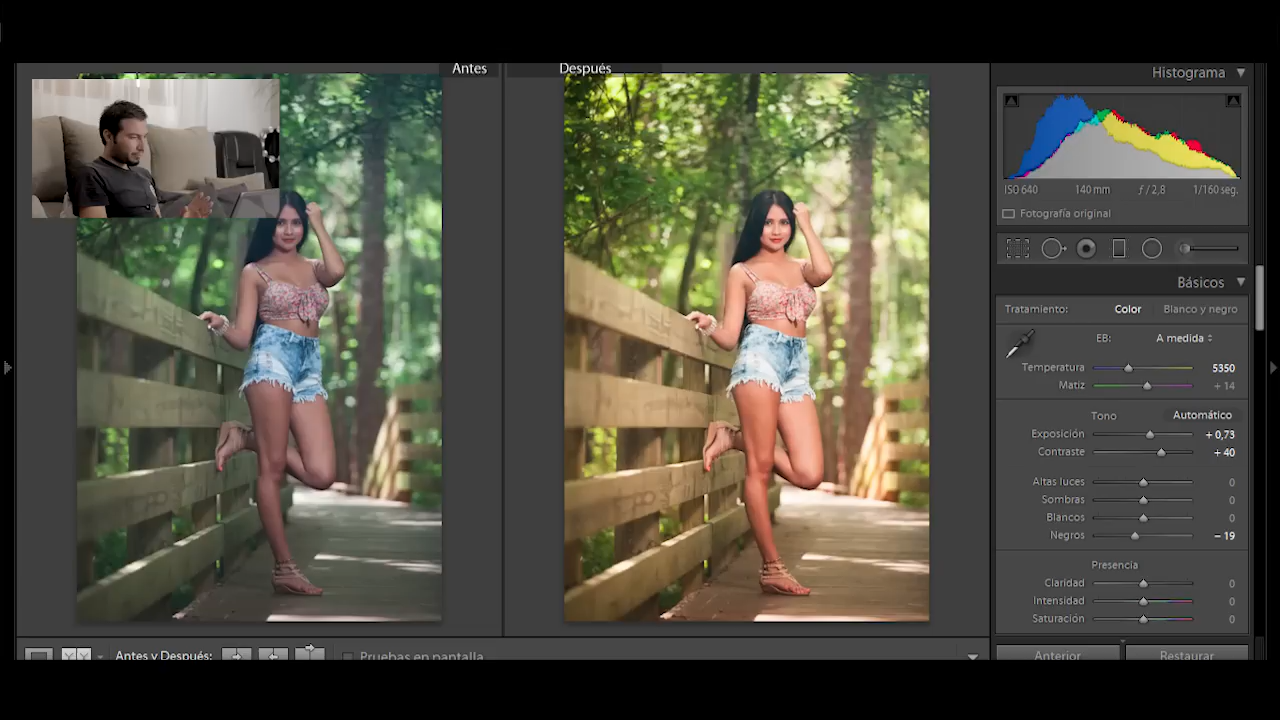 Antes
Después
Histograma
ISO 640 140 mm ƒ / 2,8 1/160 seg.
Fotografía original
Básicos
Tratamiento: Color Blanco y negro
EB: A medida
Temperatura 5350
Matiz + 14
Tono Automático
Exposición + 0,73
Contraste + 40
Altas luces 0
Sombras 0
Blancos 0
Negros - 19
Presencia
Claridad 0
Intensidad 0
Saturación 0
Antes y Después:
Pruebas en pantalla
Anterior Restaurar